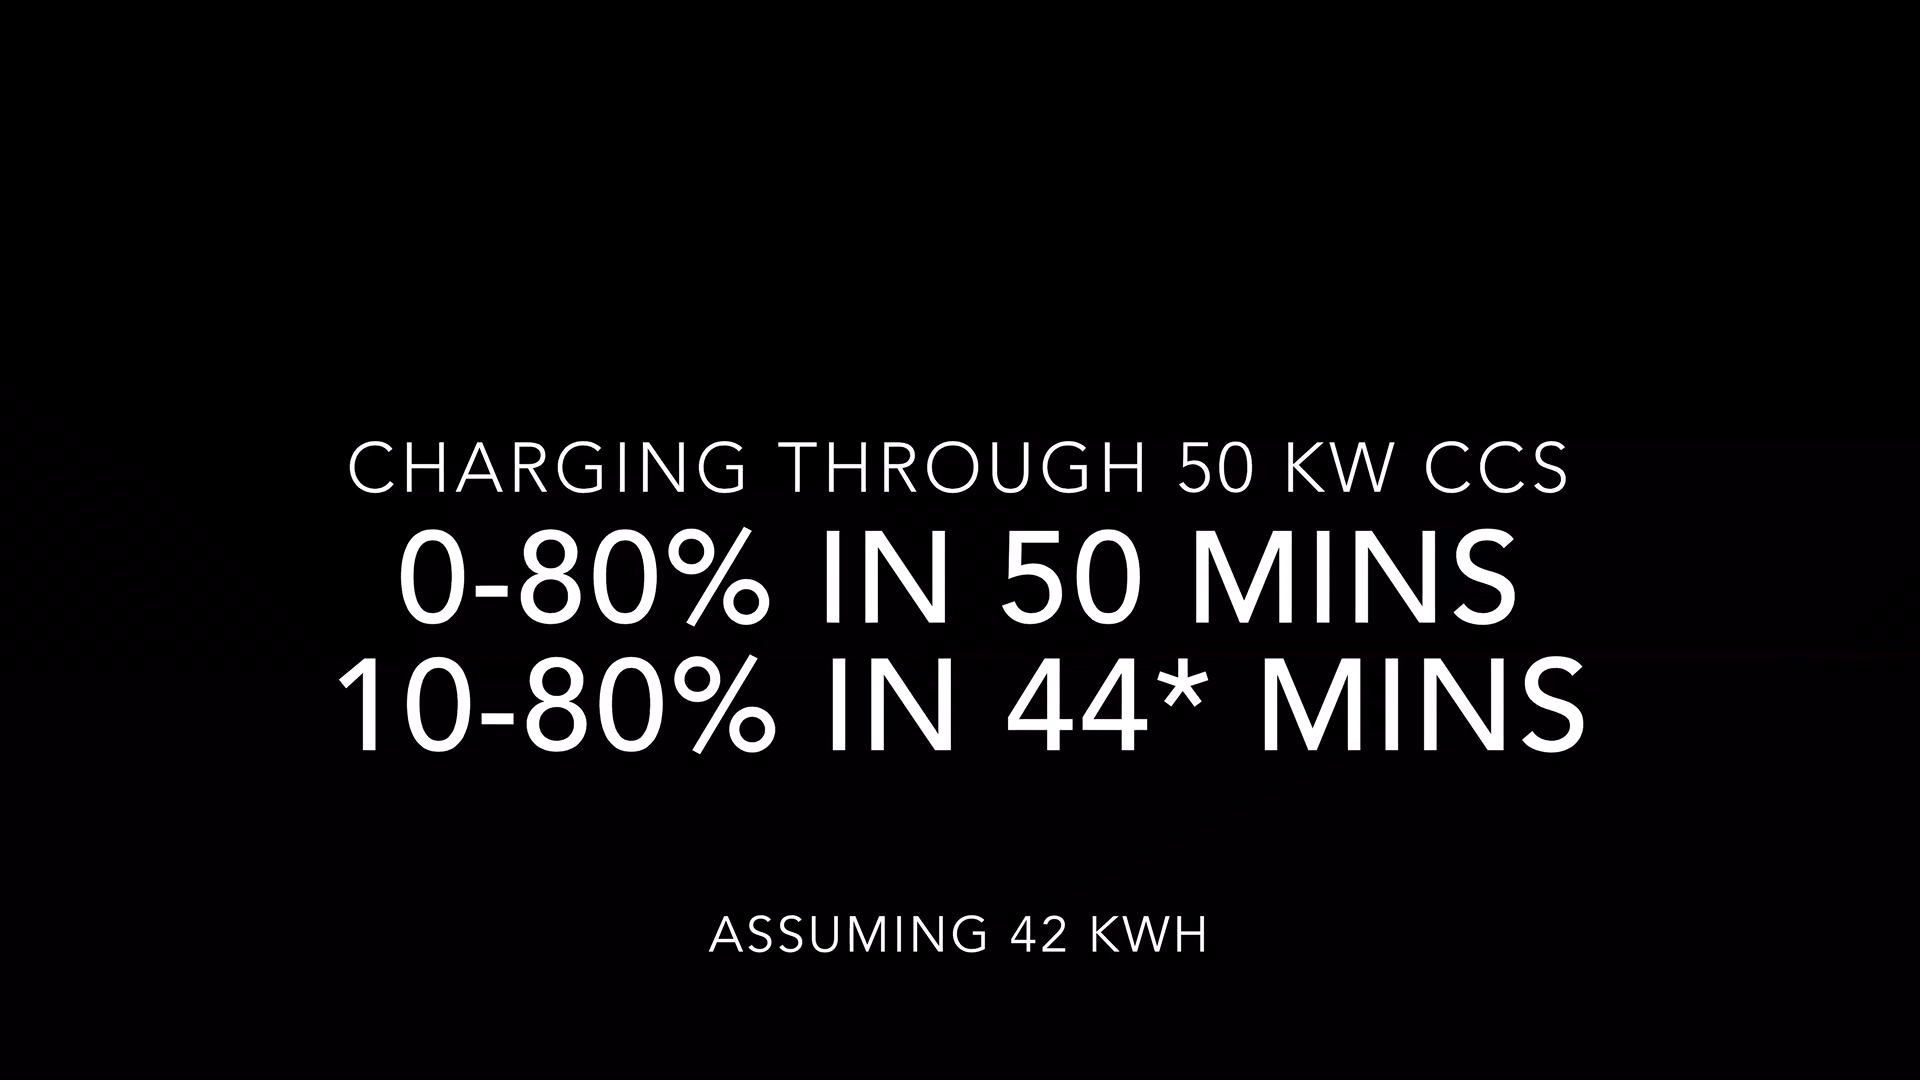 CHARGING THROUGH 50 KW CCS
0-80% IN 50 MINS
10-80% IN 44* MINS
ASSUMING 42 KWH